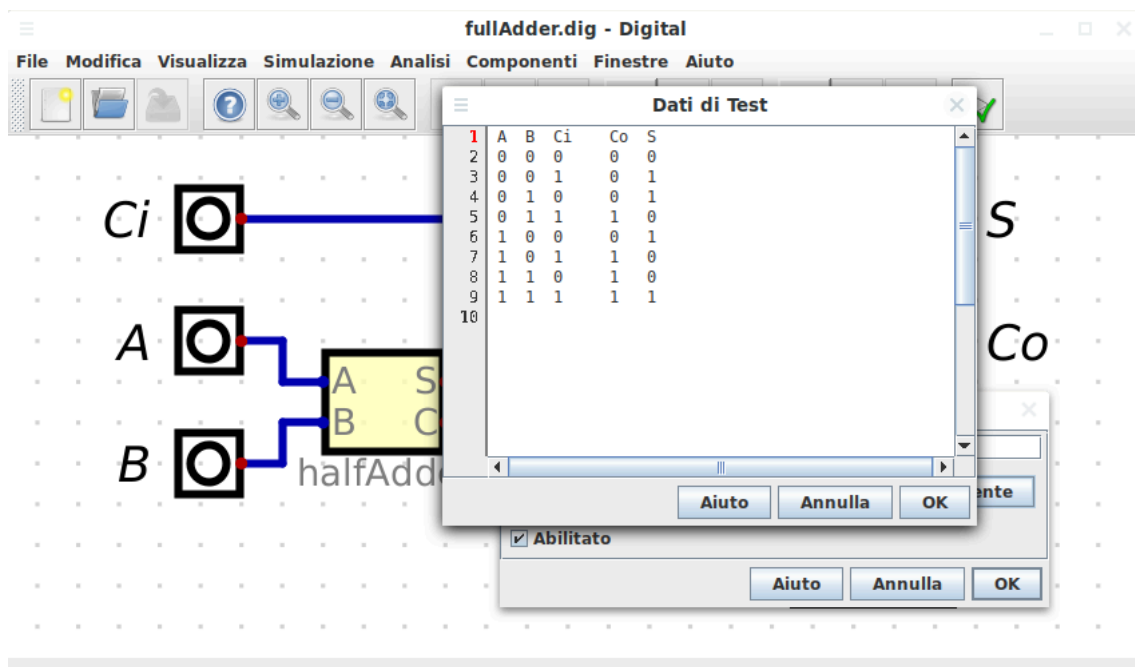 fullAdder.dig - Digital
File Modifica Visualizza Simulazione Analisi Componenti Finestre Aiuto
Dati di Test
1 A B Ci Co S
2 0 0 0 0 0
3 0 0 1 0 1
4 0 1 0 0 1
5 0 1 1 1 0
6 1 0 0 0 1
7 1 0 1 1 0
8 1 1 0 1 0
9 1 1 1 1 1
10
Aiuto Annulla OK
Ci
S
A
Co
A S
B C
B
halfAdde
ente
Abilitato
Aiuto Annulla OK